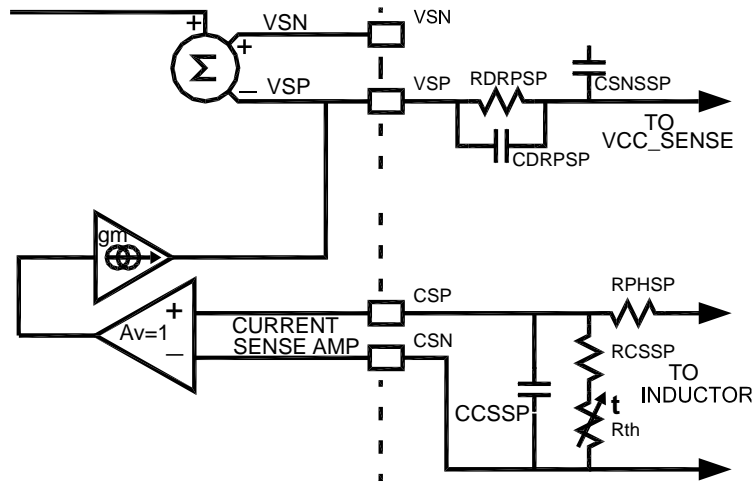 +
VSN
VSN
+
Σ
− VSP
VSP
RDRPSP
CSNSSP
TO
VCC_SENSE
CDRPSP
gm
CSP
RPHSP
+
Av=1
CURRENT
SENSE AMP
−
CSN
RCSSP
TO
INDUCTOR
CCSSP
t
Rth